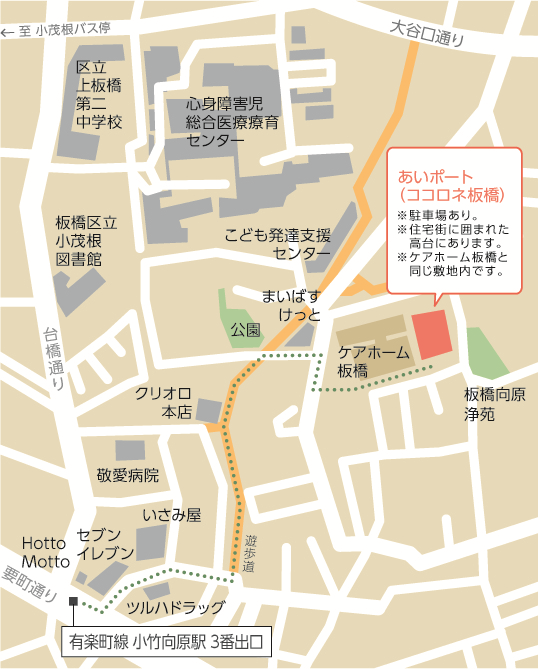 ← 至 小茂根バス停
大谷口通り
区立
上板橋
第二
中学校
心身障害児
総合医療療育
センター
あいポート
（ココロネ板橋）
※駐車場あり。
※住宅街に囲まれた
高台にあります。
※ケアホーム板橋と
同じ敷地内です。
板橋区立
小茂根
図書館
こども発達支援
センター
まいばす
けっと
公園
台橋通り
ケアホーム
板橋
クリオロ
本店
板橋向原
浄苑
敬愛病院
いさみ屋
セブン
イレブン
Hotto
Motto
遊歩道
要町通り
ツルハドラッグ
有楽町線 小竹向原駅 3番出口